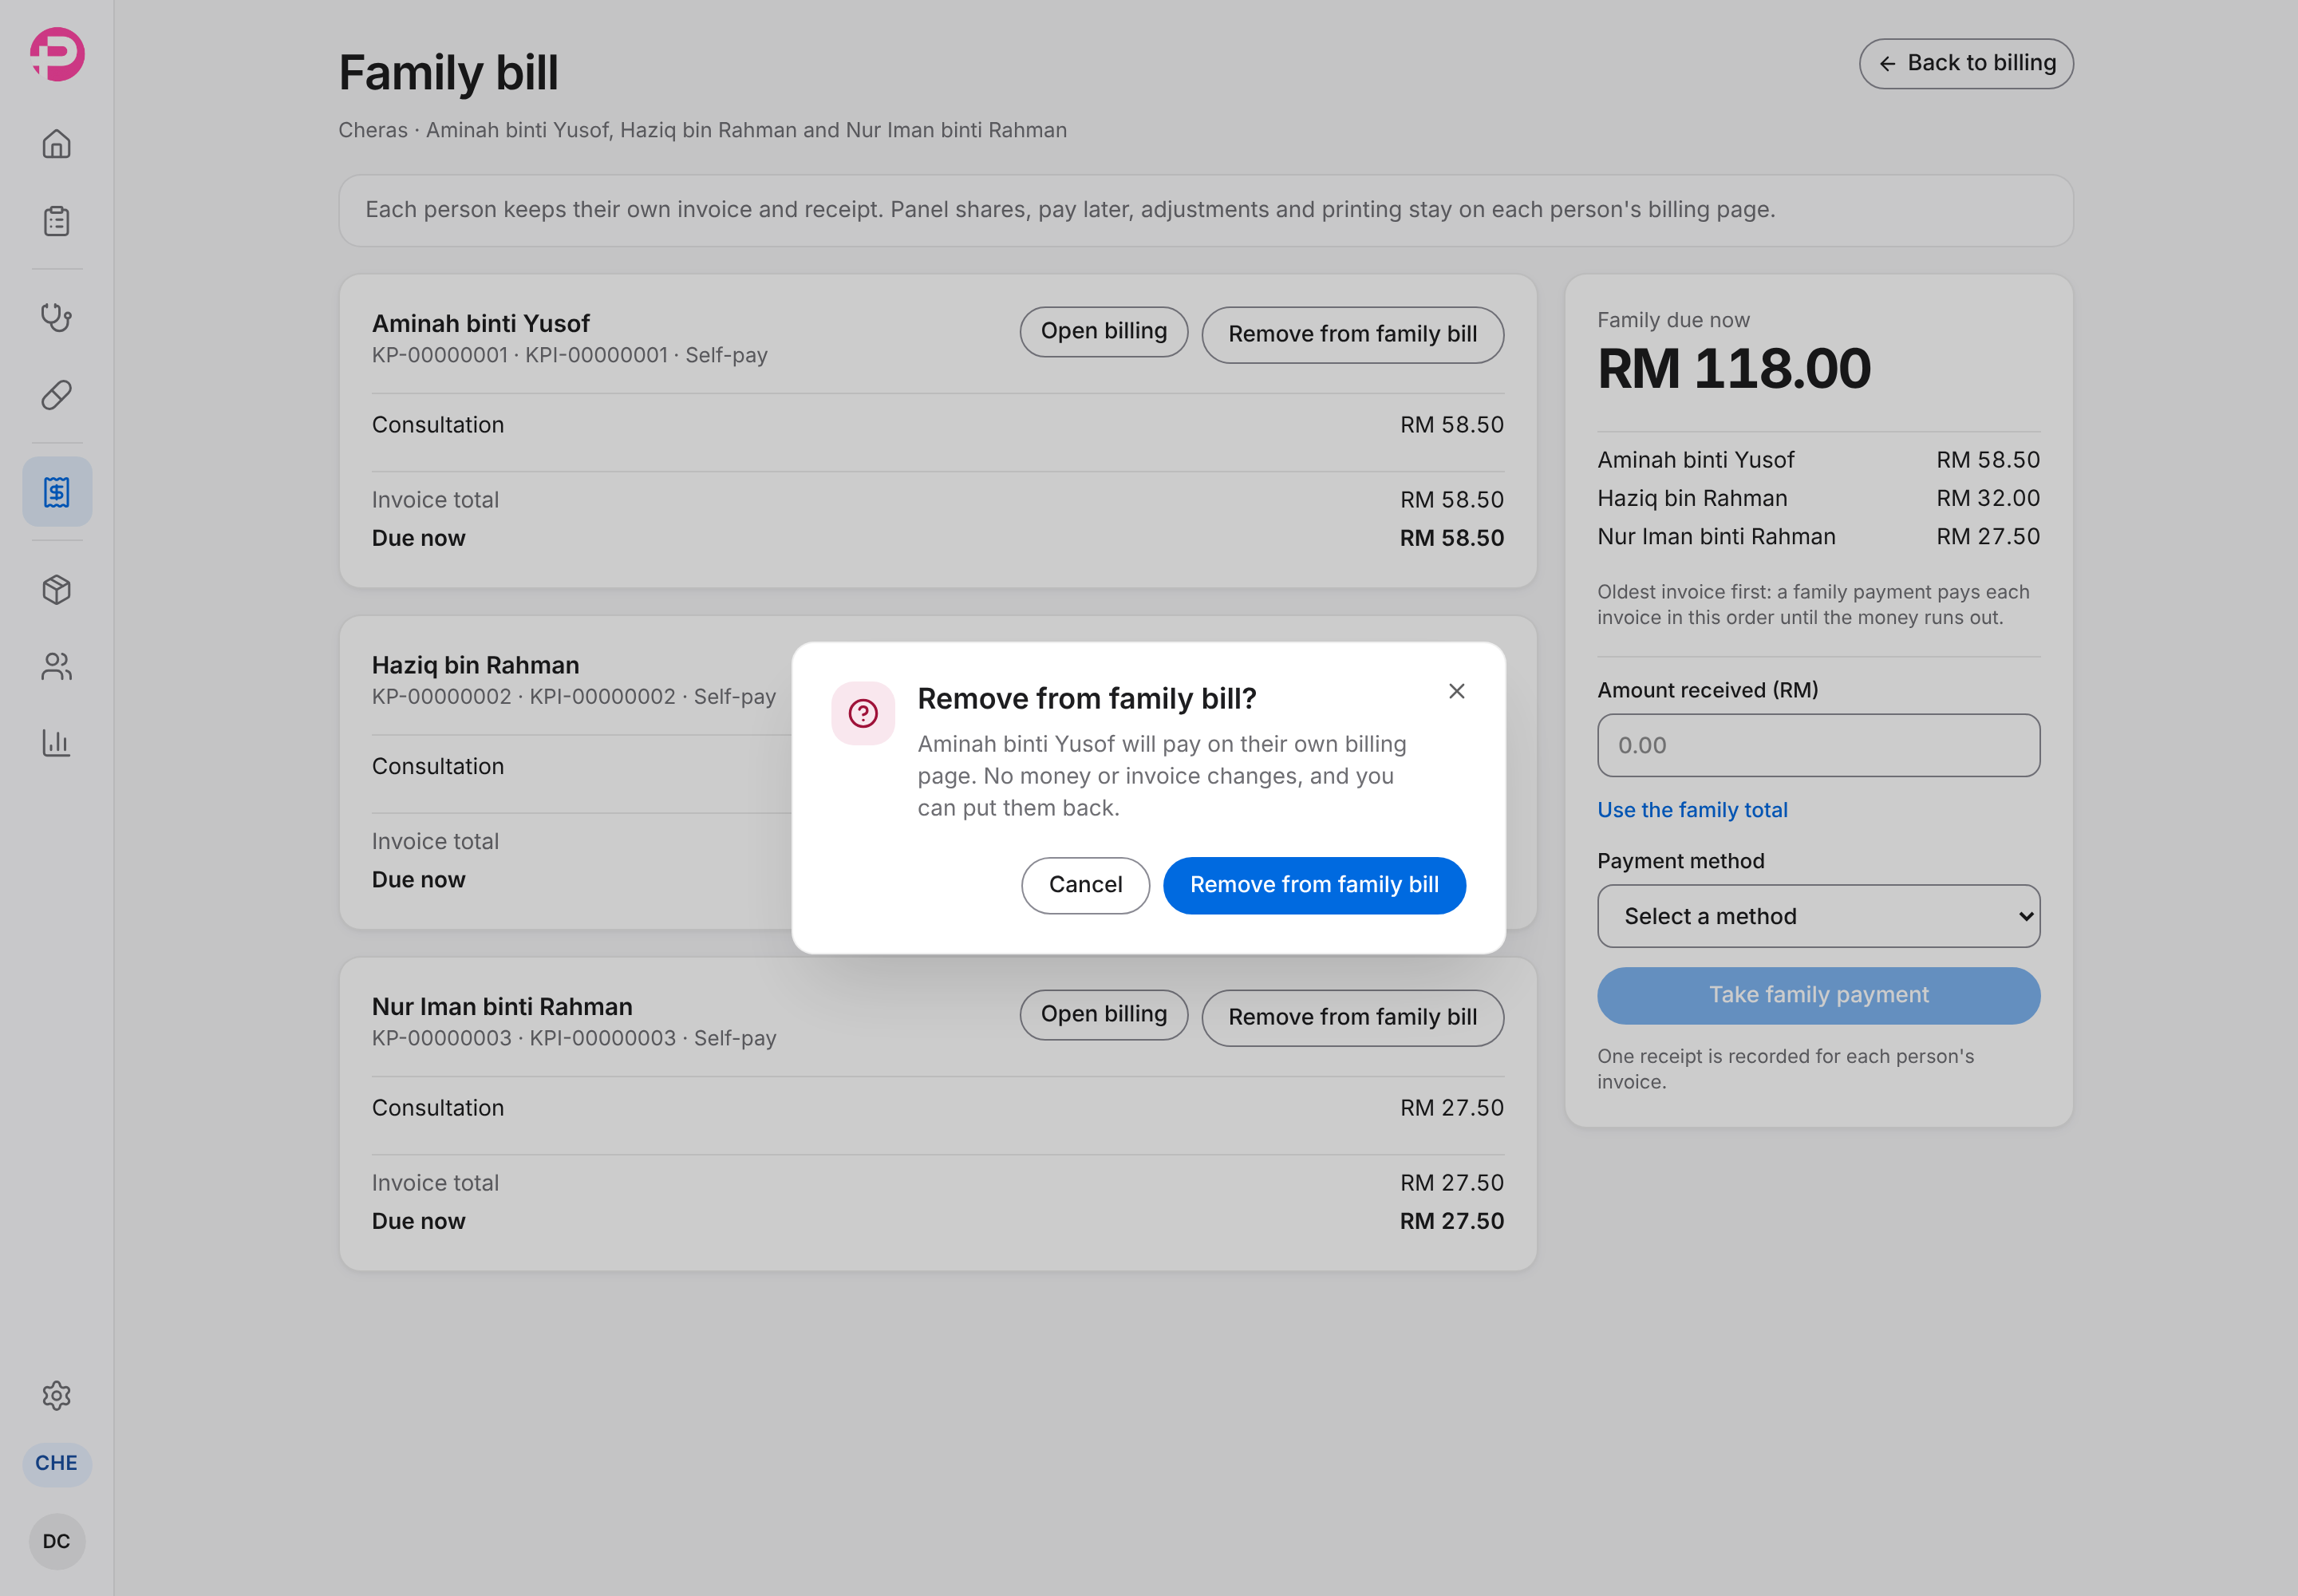 Family bill
← Back to billing
Cheras · Aminah binti Yusof, Haziq bin Rahman and Nur Iman binti Rahman
Each person keeps their own invoice and receipt. Panel shares, pay later, adjustments and printing stay on each person's billing page.
Aminah binti Yusof
KP-00000001 · KPI-00000001 · Self-pay
Open billing
Remove from family bill
Consultation RM 58.50
Invoice total RM 58.50
Due now RM 58.50
Haziq bin Rahman
KP-00000002 · KPI-00000002 · Self-pay
Consultation
Invoice total
Due now
Remove from family bill?
Aminah binti Yusof will pay on their own billing
page. No money or invoice changes, and you
can put them back.
Cancel
Remove from family bill
Nur Iman binti Rahman
KP-00000003 · KPI-00000003 · Self-pay
Open billing
Remove from family bill
Consultation RM 27.50
Invoice total RM 27.50
Due now RM 27.50
Family due now
RM 118.00
Aminah binti Yusof RM 58.50
Haziq bin Rahman RM 32.00
Nur Iman binti Rahman RM 27.50
Oldest invoice first: a family payment pays each
invoice in this order until the money runs out.
Amount received (RM)
0.00
Use the family total
Payment method
Select a method
Take family payment
One receipt is recorded for each person's
invoice.
CHE
DC